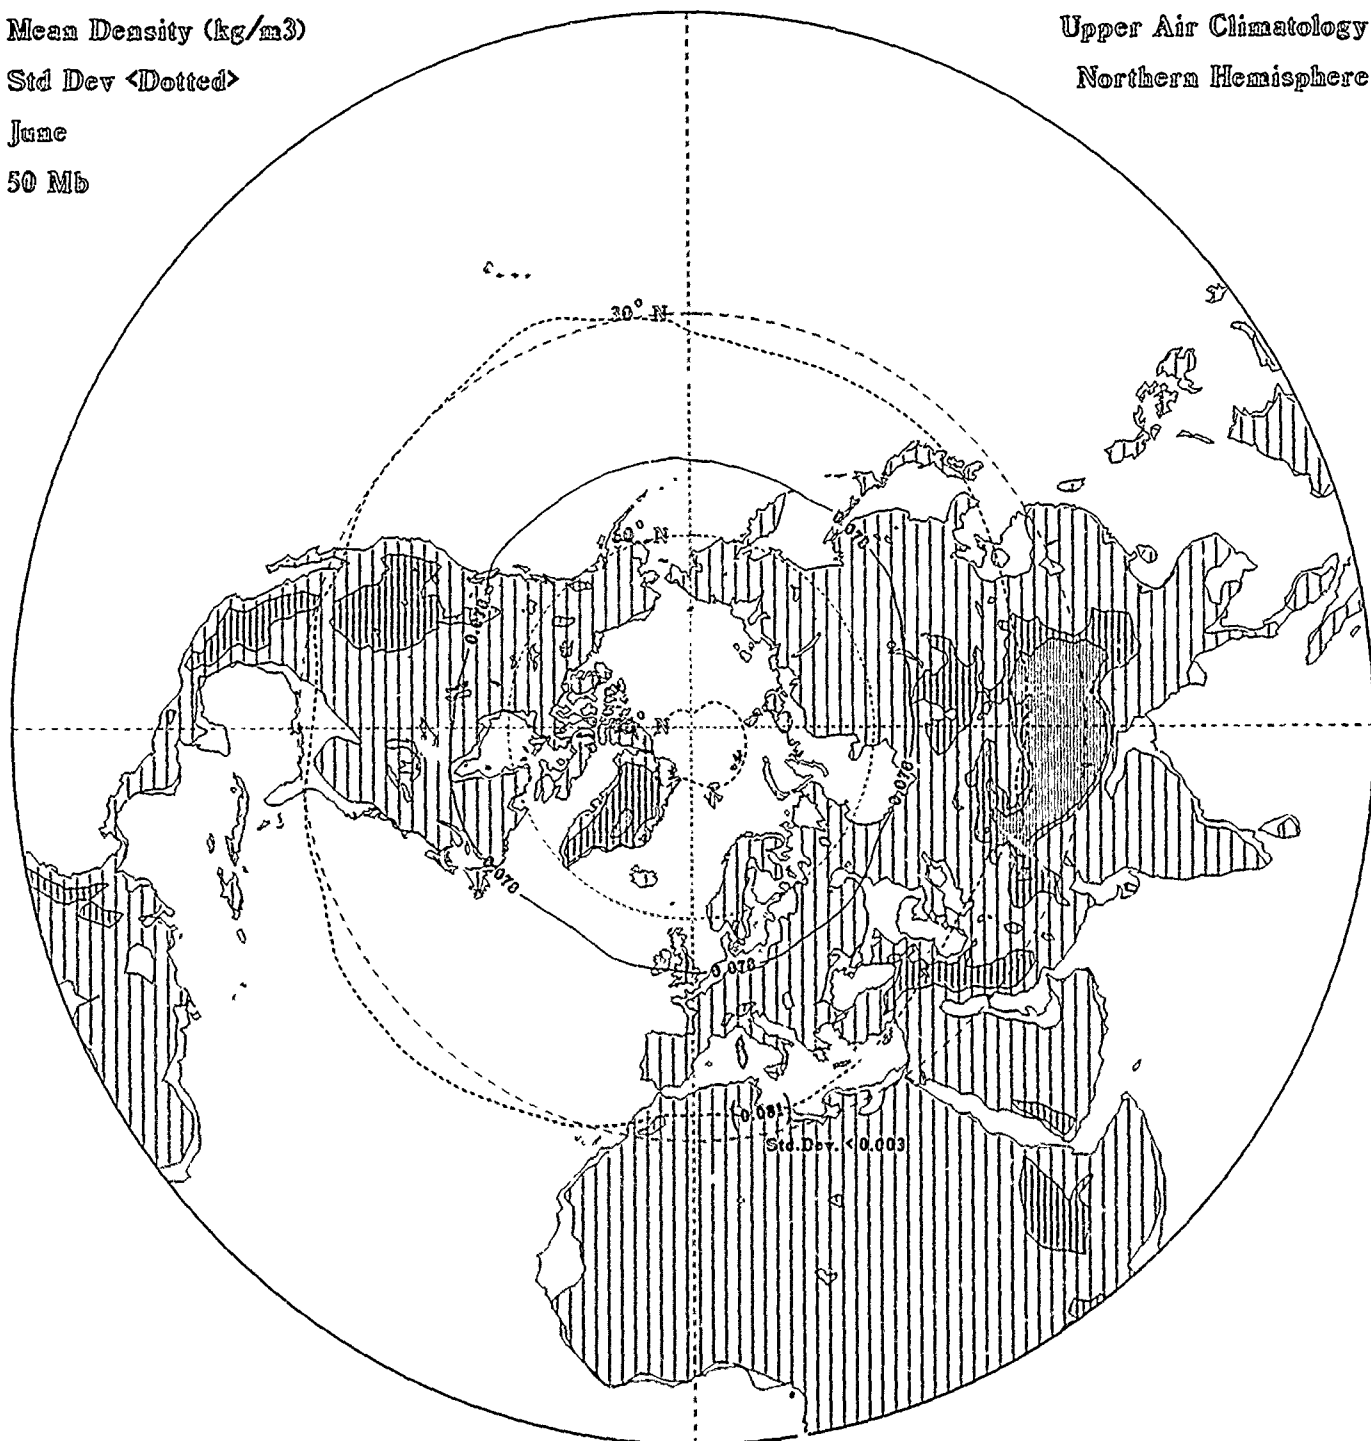 Mean Density (kg/m3)
Std Dev <Dotted>
June
50 Mb
Upper Air Climatology
Northern Hemisphere
30° N
60° N
0.070
0.070
0.070
0.070
0.070
° N
(0.081)
Std.Dev. < 0.003